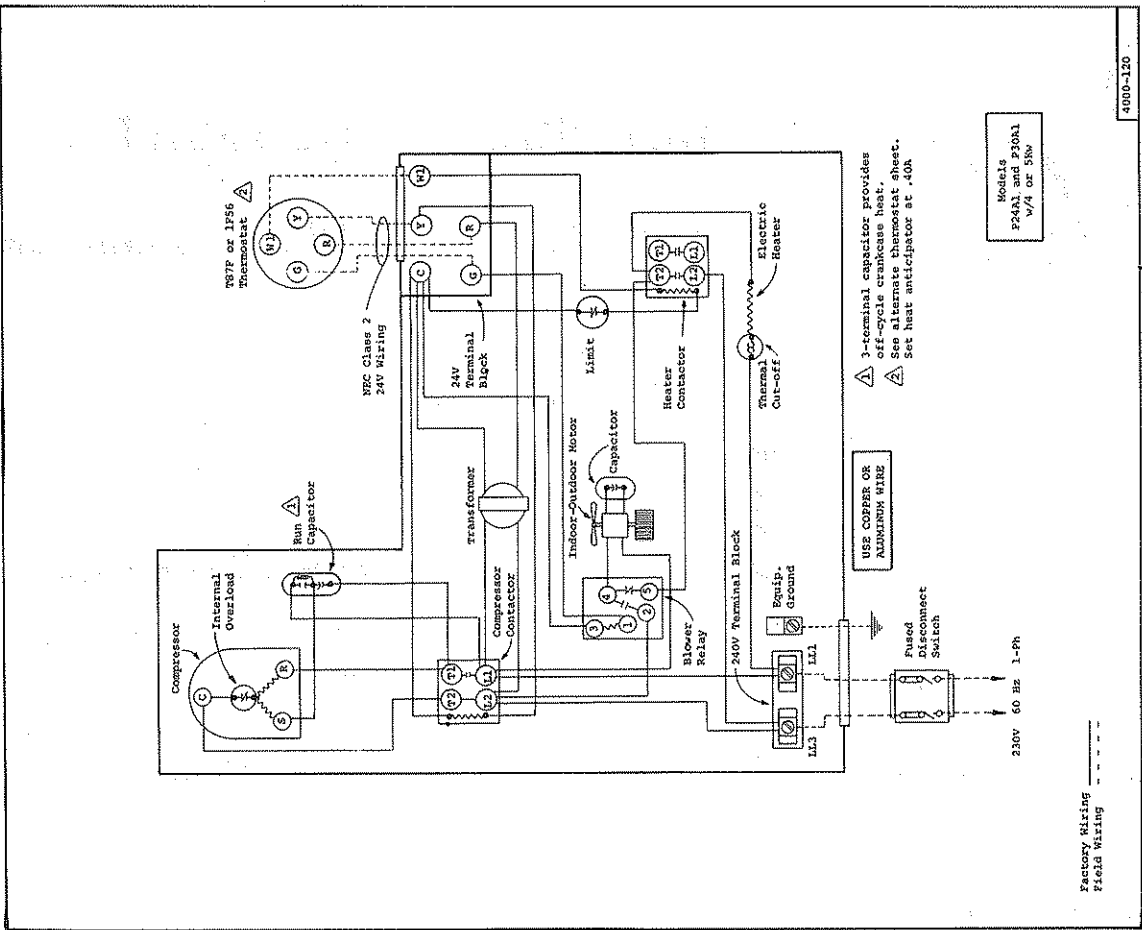 4000-120
T87F or 1F56
Thermostat
2
W1
Y
G
R
NEC Class 2
24V Wiring
W1
Y
R
C
G
24V
Terminal
Block
Compressor
Internal
Overload
C
S
R
Run
Capacitor
1
Transformer
Compressor
Contactor
T2
T1
L2
L1
Limit
Indoor-Outdoor Motor
Capacitor
3
1
4
2
5
Blower
Relay
Heater
Contactor
T2
T1
L2
L1
Electric
Heater
Thermal
Cut-off
240V Terminal Block
LL3
LL1
Equip.
Ground
Fused
Disconnect
Switch
230V 60 Hz 1-Ph
USE COPPER OR
ALUMINUM WIRE
1 3-terminal capacitor provides
off-cycle crankcase heat.
2 See alternate thermostat sheet.
Set heat anticipator at .40A
Models
P24A1 and P30A1
w/4 or 5Kw
Factory Wiring
Field Wiring